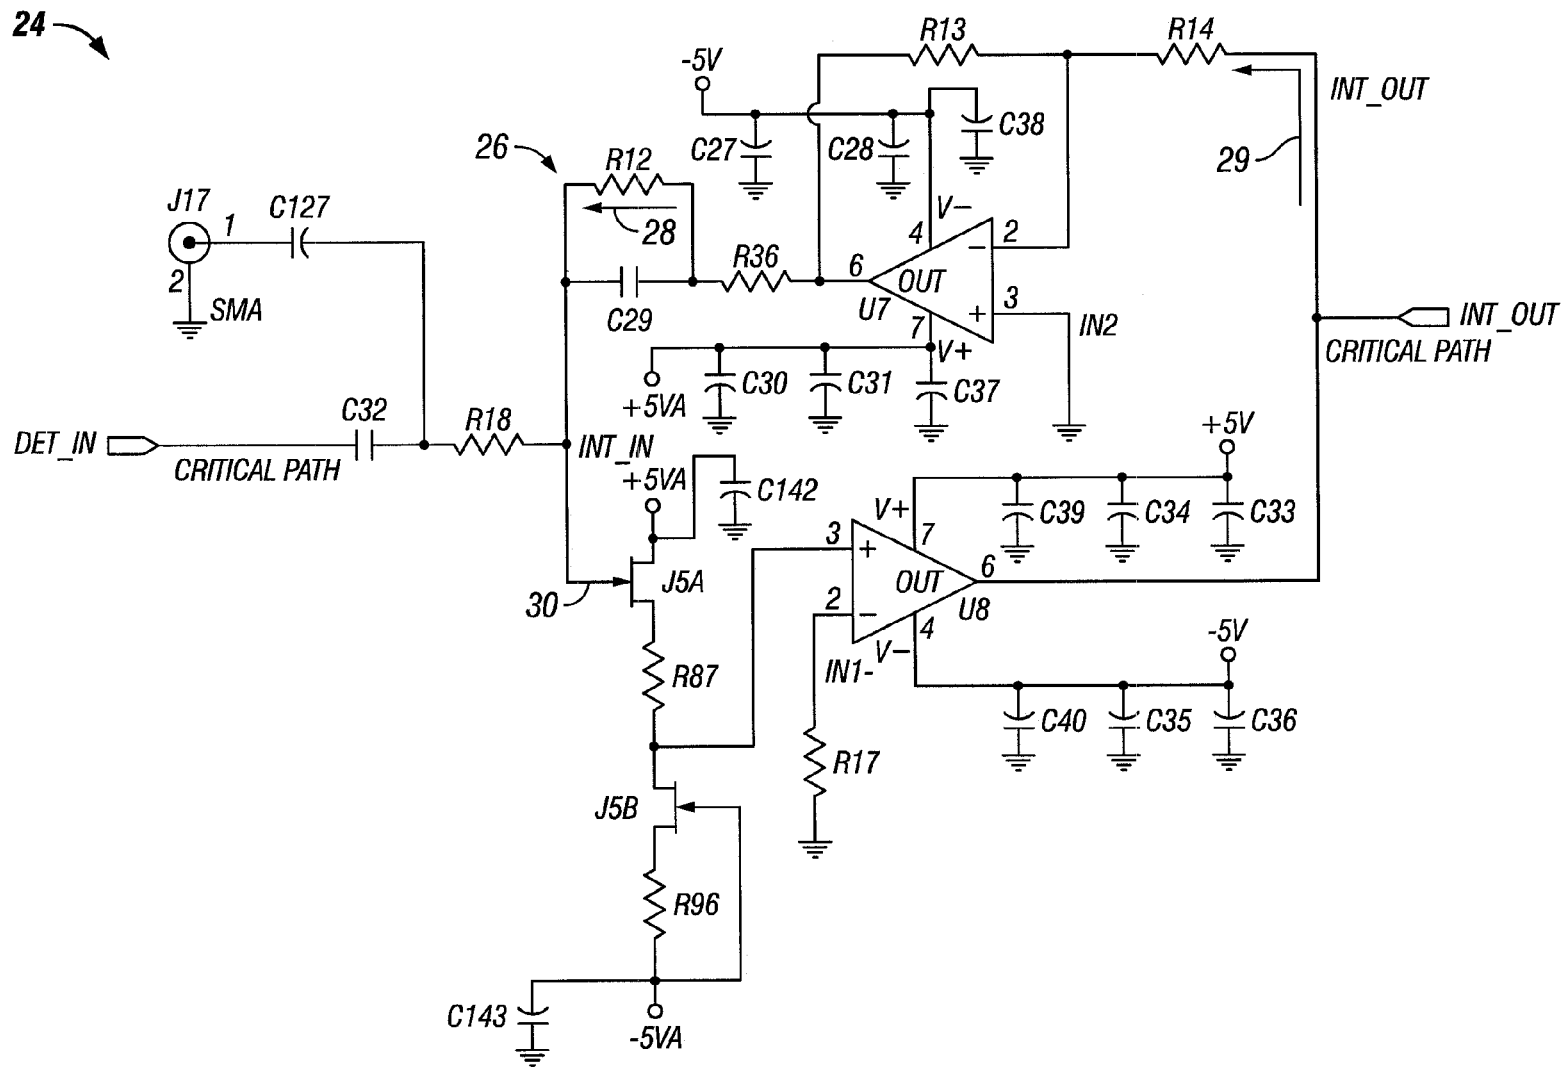 24
R13
R14
-5V
INT_OUT
C38
C27
C28
29
26
R12
J17
1
C127
28
V-
4
2
2
SMA
R36
6
OUT
3
C29
U7
7
IN2
INT_OUT
V+
CRITICAL PATH
+5VA
C30
C31
C37
C32
R18
DET_IN
CRITICAL PATH
INT_IN
+5V
+5VA
C142
V+
7
C39
C34
C33
3
OUT
6
J5A
30
2
U8
4
-5V
V-
IN1-
R87
C40
C35
C36
R17
J5B
R96
C143
-5VA